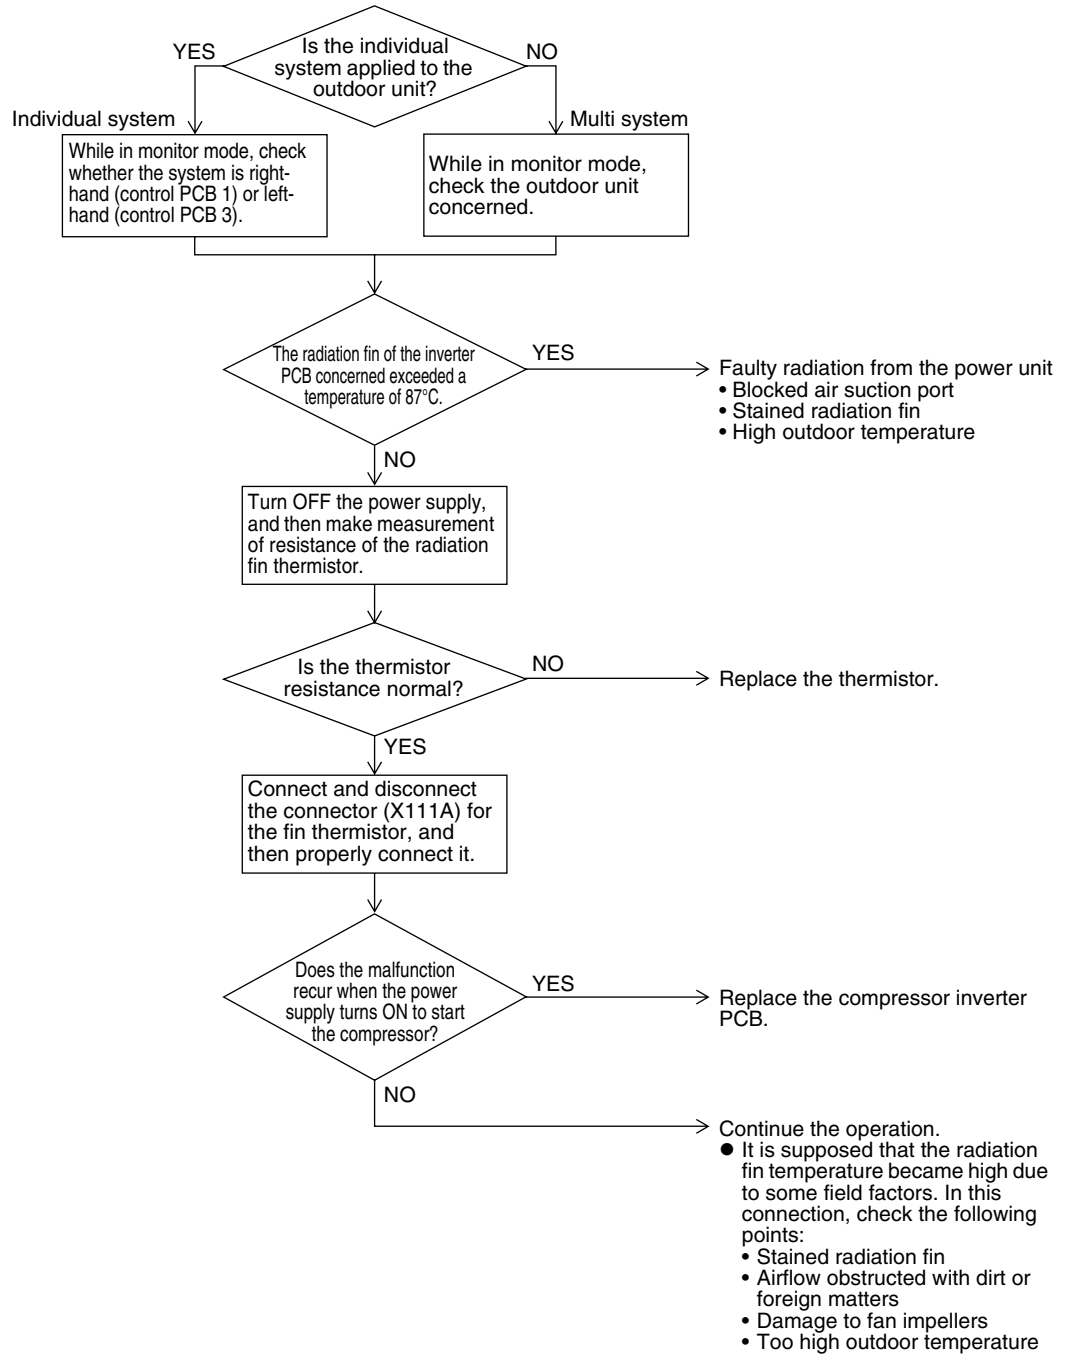 Is the individual
system applied to the
outdoor unit?
YES
NO
Individual system
Multi system
While in monitor mode, check
whether the system is right-
hand (control PCB 1) or left-
hand (control PCB 3).
While in monitor mode,
check the outdoor unit
concerned.
The radiation fin of the inverter
PCB concerned exceeded a
temperature of 87°C.
YES
Faulty radiation from the power unit
• Blocked air suction port
• Stained radiation fin
• High outdoor temperature
NO
Turn OFF the power supply,
and then make measurement
of resistance of the radiation
fin thermistor.
Is the thermistor
resistance normal?
NO
Replace the thermistor.
YES
Connect and disconnect
the connector (X111A) for
the fin thermistor, and
then properly connect it.
Does the malfunction
recur when the power
supply turns ON to start
the compressor?
YES
Replace the compressor inverter
PCB.
NO
Continue the operation.
● It is supposed that the radiation
fin temperature became high due
to some field factors. In this
connection, check the following
points:
• Stained radiation fin
• Airflow obstructed with dirt or
foreign matters
• Damage to fan impellers
• Too high outdoor temperature